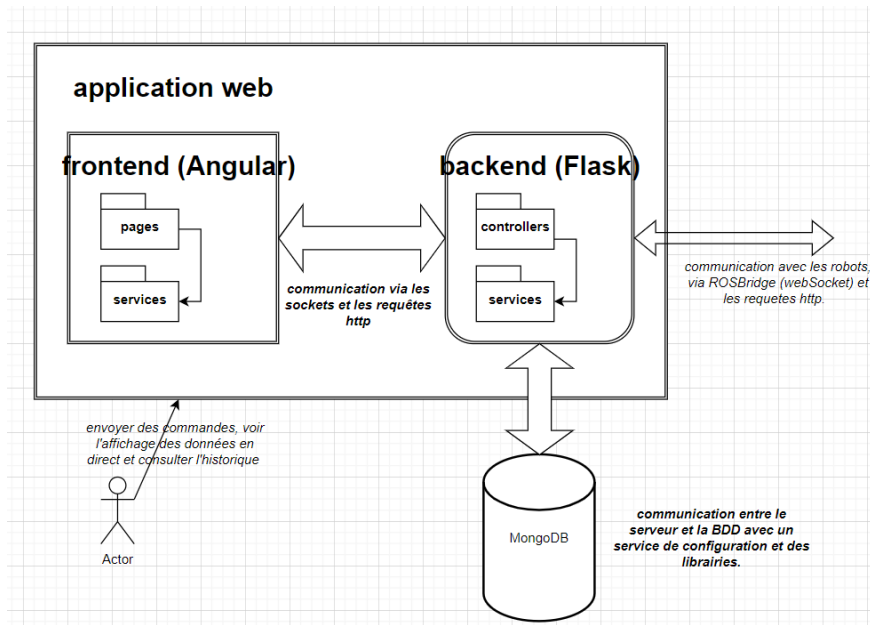 application web
frontend (Angular)
backend (Flask)
pages
services
controllers
services
communication via les
sockets et les requêtes
http
communication avec les robots,
via ROSBridge (webSocket) et
les requetes http.
envoyer des commandes, voir
l'affichage des données en
direct et consulter l'historique
Actor
MongoDB
communication entre le
serveur et la BDD avec un
service de configuration et des
librairies.